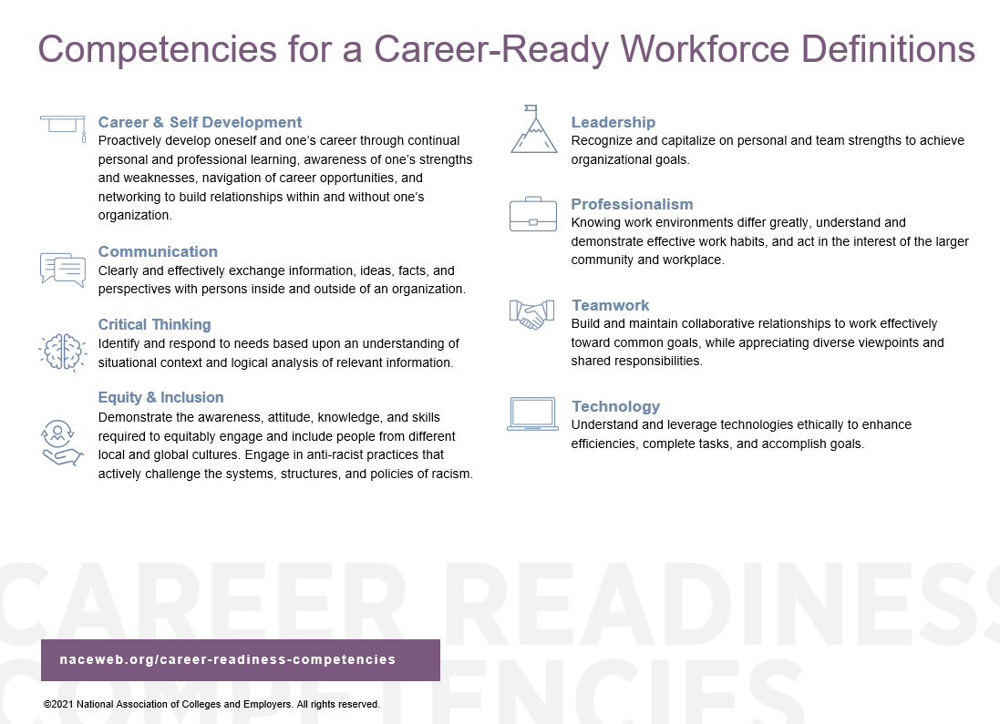 Competencies for a Career-Ready Workforce Definitions
Career & Self Development
Proactively develop oneself and one’s career through continual
personal and professional learning, awareness of one’s strengths
and weaknesses, navigation of career opportunities, and
networking to build relationships within and without one’s
organization.
Communication
Clearly and effectively exchange information, ideas, facts, and
perspectives with persons inside and outside of an organization.
Critical Thinking
Identify and respond to needs based upon an understanding of
situational context and logical analysis of relevant information.
Equity & Inclusion
Demonstrate the awareness, attitude, knowledge, and skills
required to equitably engage and include people from different
local and global cultures. Engage in anti-racist practices that
actively challenge the systems, structures, and policies of racism.
Leadership
Recognize and capitalize on personal and team strengths to achieve
organizational goals.
Professionalism
Knowing work environments differ greatly, understand and
demonstrate effective work habits, and act in the interest of the larger
community and workplace.
Teamwork
Build and maintain collaborative relationships to work effectively
toward common goals, while appreciating diverse viewpoints and
shared responsibilities.
Technology
Understand and leverage technologies ethically to enhance
efficiencies, complete tasks, and accomplish goals.
CAREER READINESS
COMPETENCIES
naceweb.org/career-readiness-competencies
©2021 National Association of Colleges and Employers. All rights reserved.